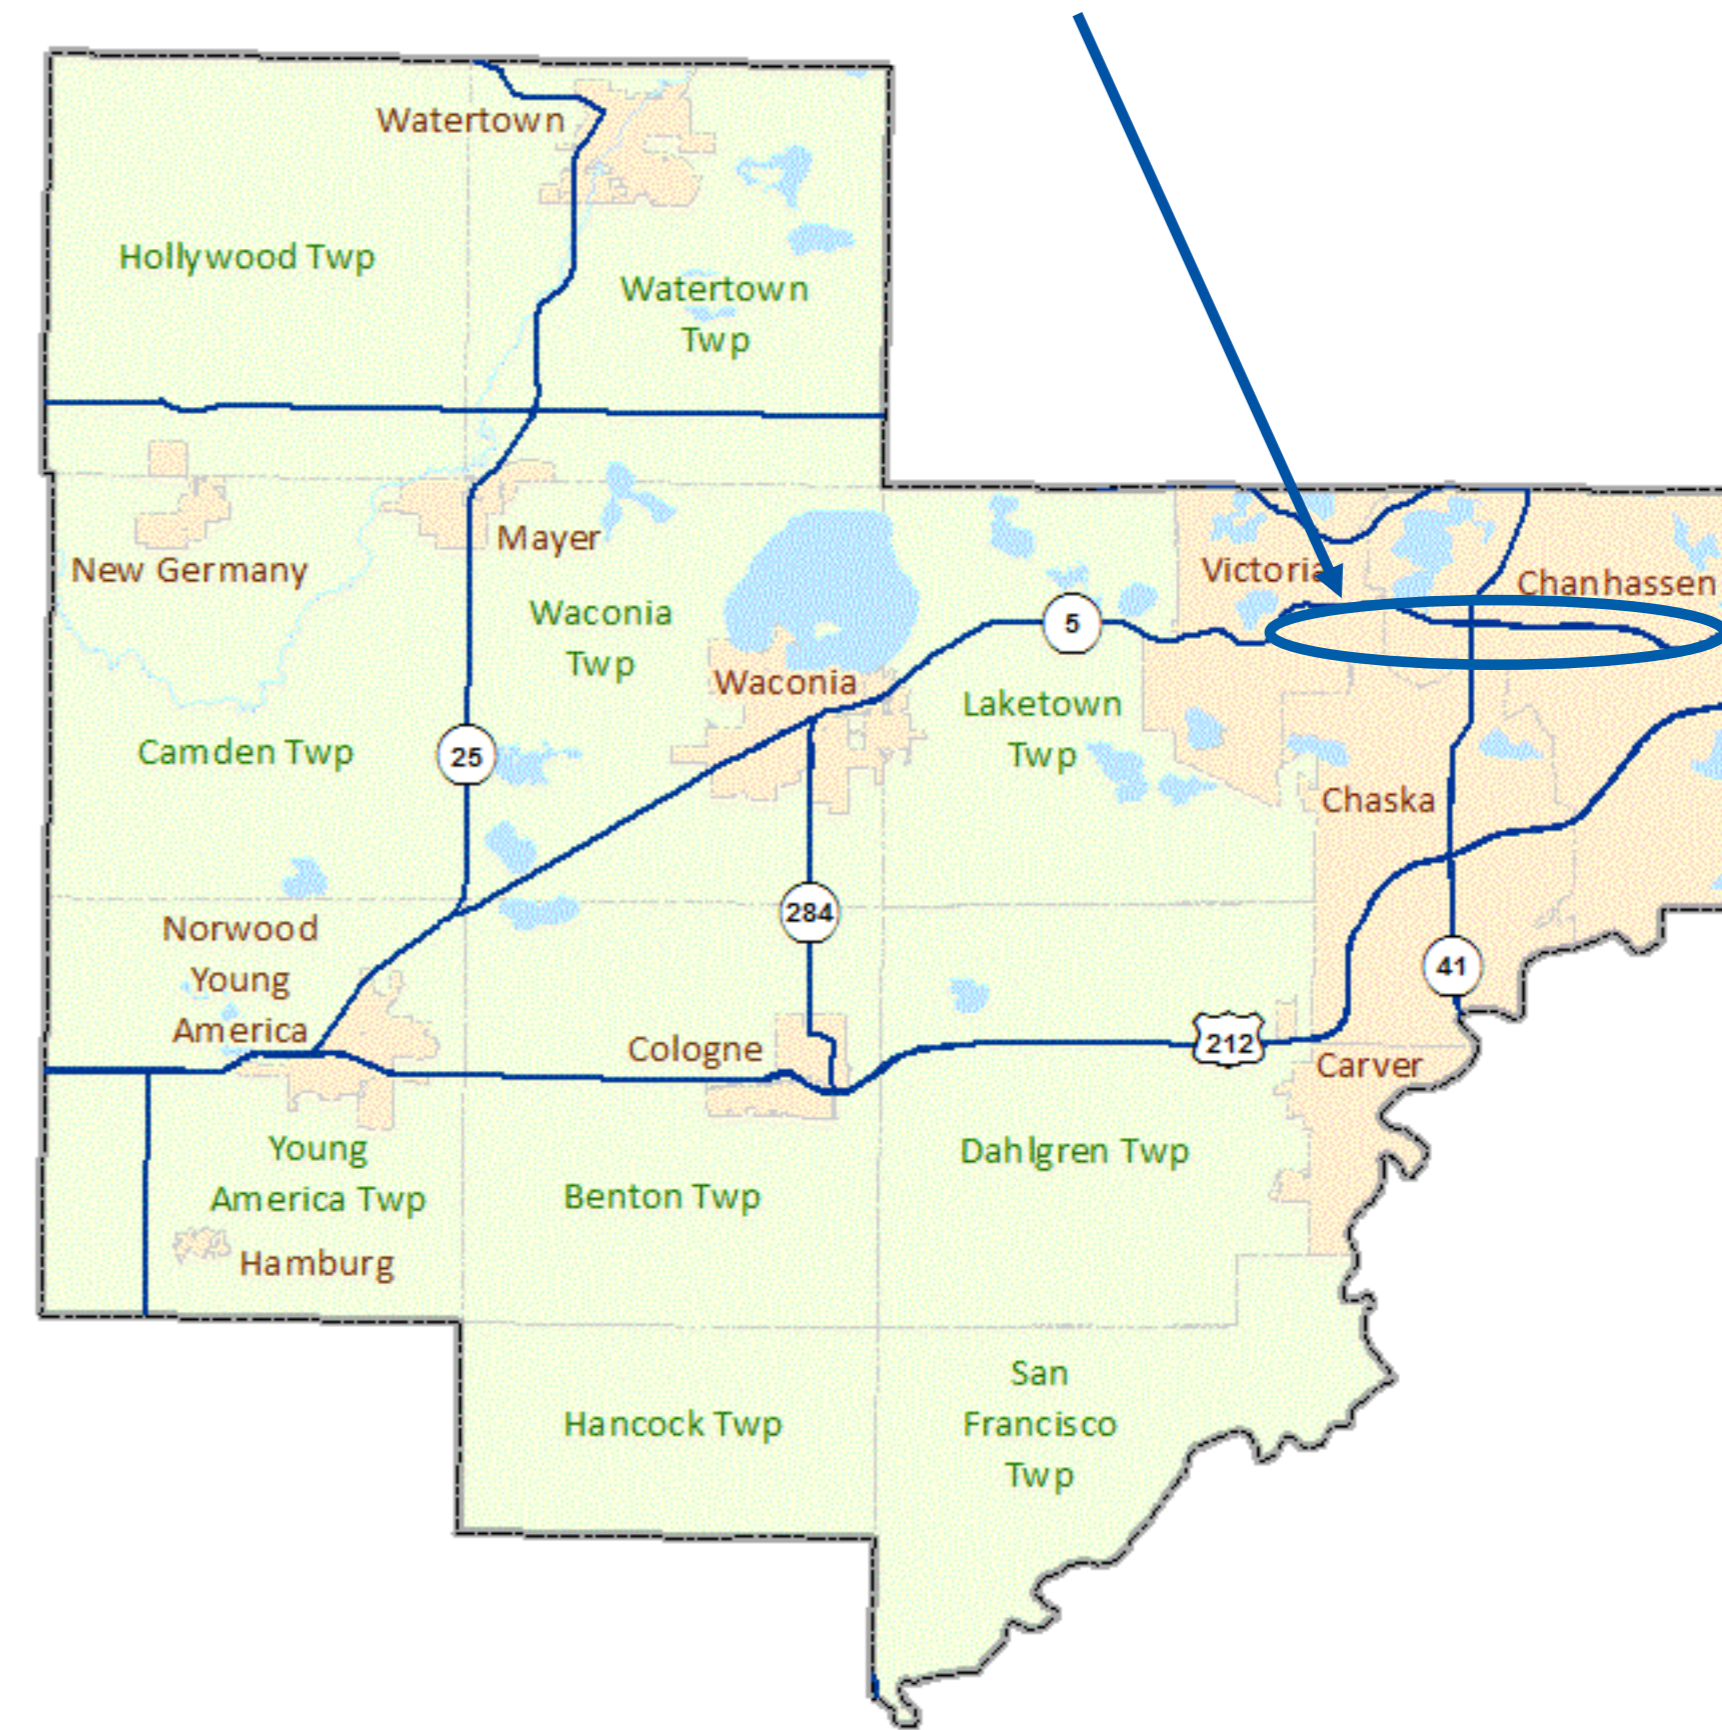 Watertown
Hollywood Twp
Watertown
Twp
Mayer
New Germany
Victoria
Chanhassen
Waconia
Twp
5
Waconia
Laketown
Twp
Camden Twp
25
Chaska
284
Norwood
Young
America
41
Cologne
212
Carver
Young
America Twp
Dahlgren Twp
Benton Twp
Hamburg
San
Francisco
Twp
Hancock Twp